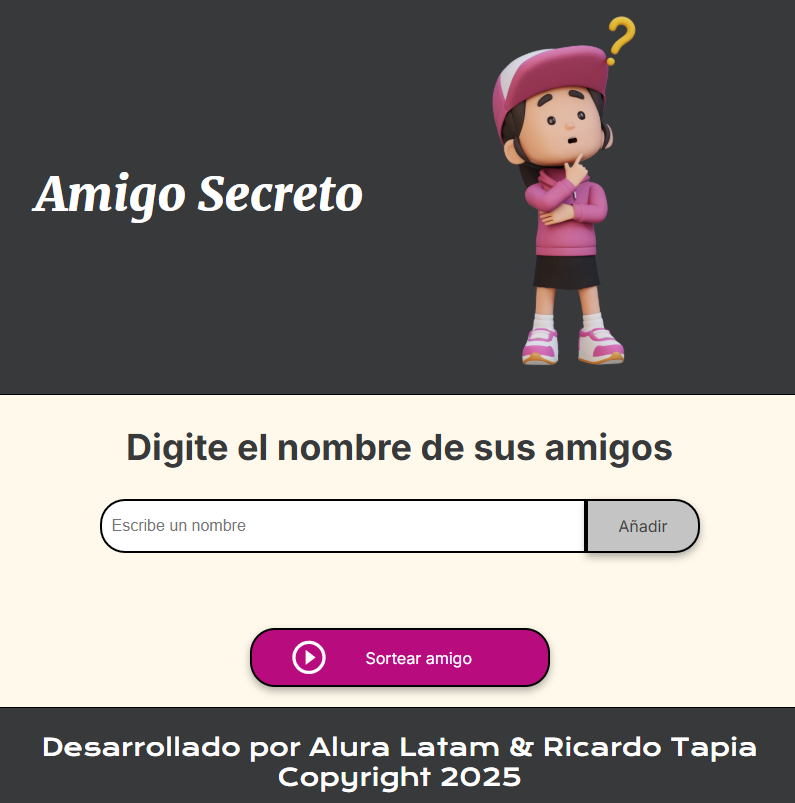 Amigo Secreto
Digite el nombre de sus amigos
Escribe un nombre
Añadir
Sortear amigo
Desarrollado por Alura Latam & Ricardo Tapia
Copyright 2025